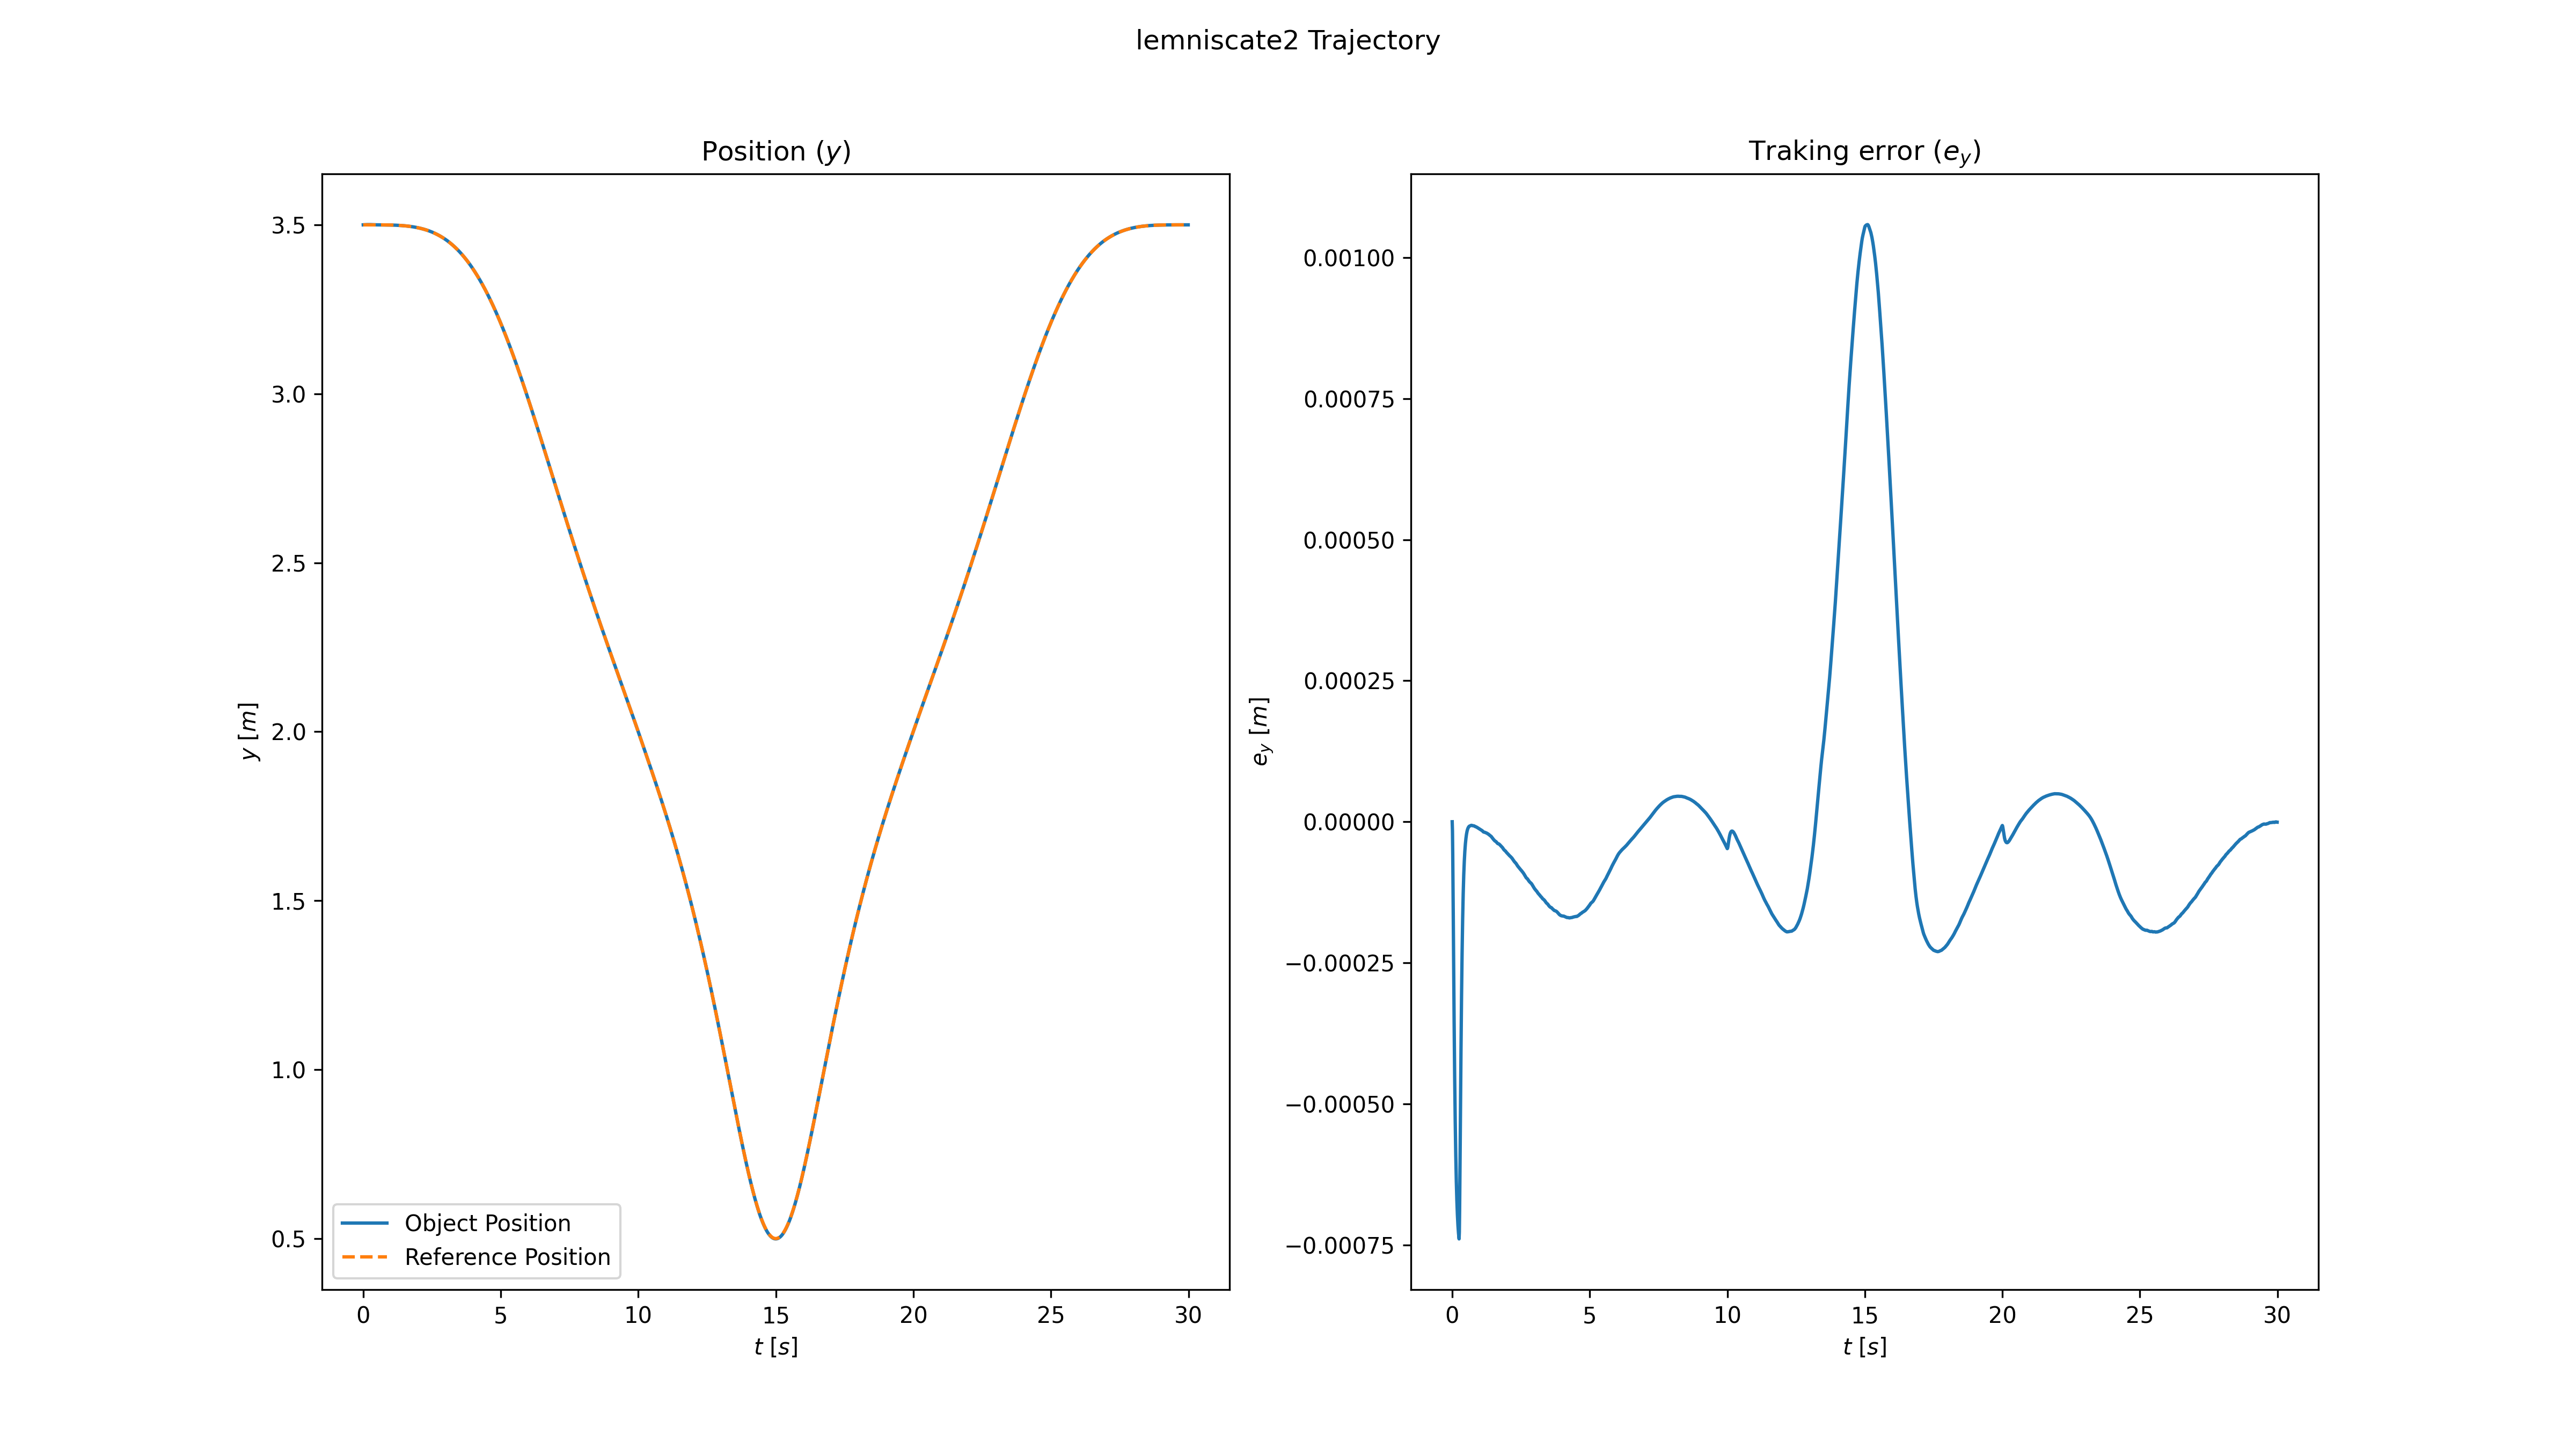 lemniscate2 Trajectory
Position (y)
3.5
3.0
2.5
2.0
1.5
1.0
0.5
y [m]
0 5 10 15 20 25 30
t [s]
Object Position
Reference Position
Traking error (e_y)
0.00100
0.00075
0.00050
0.00025
0.00000
−0.00025
−0.00050
−0.00075
e_y [m]
0 5 10 15 20 25 30
t [s]